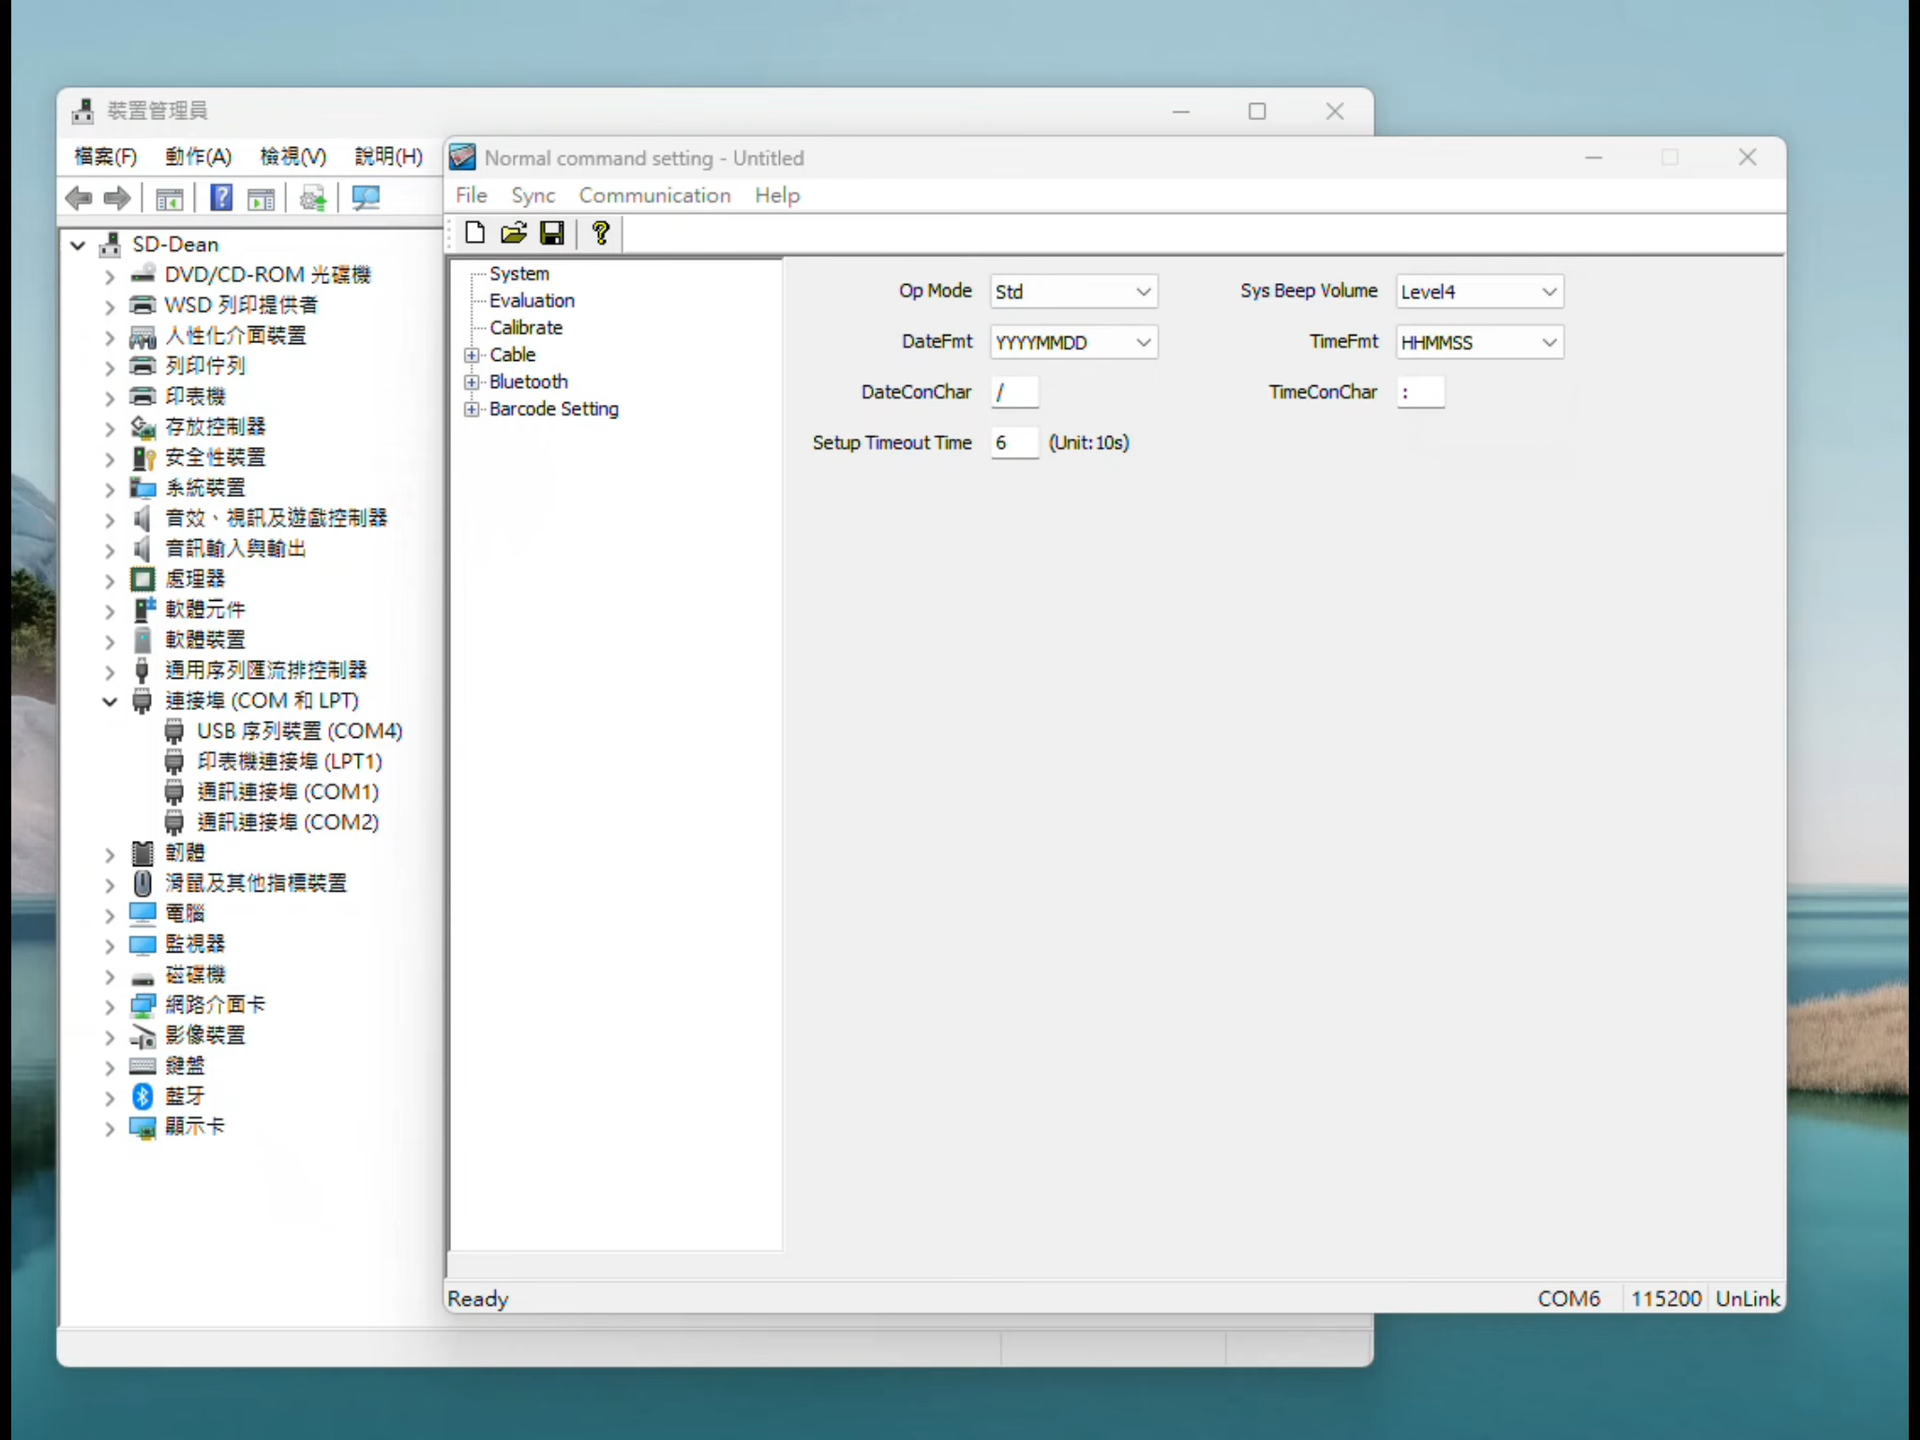 裝置管理員
檔案(F) 動作(A) 檢視(V) 說明(H)
SD-Dean
DVD/CD-ROM 光碟機
WSD 列印提供者
人性化介面裝置
列印佇列
印表機
存放控制器
安全性裝置
系統裝置
音效、視訊及遊戲控制器
音訊輸入與輸出
處理器
軟體元件
軟體裝置
通用序列匯流排控制器
連接埠 (COM 和 LPT)
USB 序列裝置 (COM4)
印表機連接埠 (LPT1)
通訊連接埠 (COM1)
通訊連接埠 (COM2)
韌體
滑鼠及其他指標裝置
電腦
監視器
磁碟機
網路介面卡
影像裝置
鍵盤
藍牙
顯示卡
Normal command setting - Untitled
File Sync Communication Help
System
Evaluation
Calibrate
Cable
Bluetooth
Barcode Setting
Op Mode Std Sys Beep Volume Level4
DateFmt YYYYMMDD TimeFmt HHMMSS
DateConChar / TimeConChar :
Setup Timeout Time 6 (Unit:10s)
Ready COM6 115200 UnLink